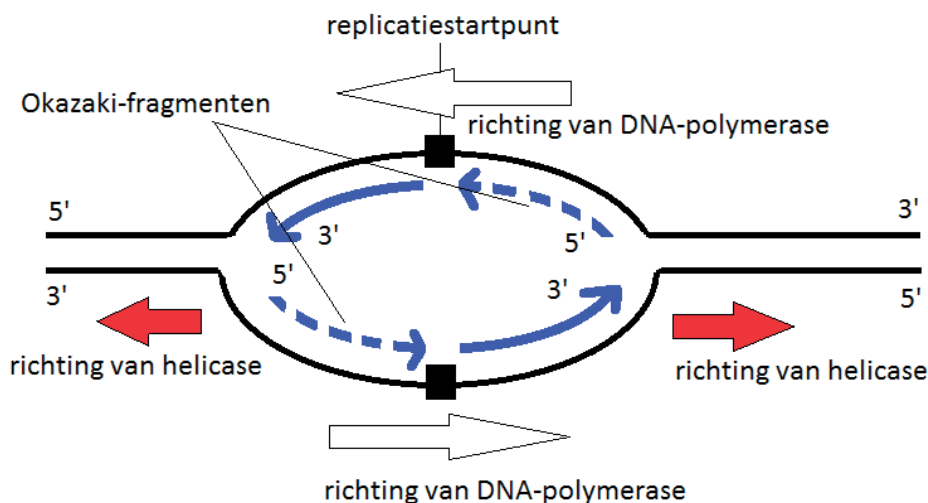 replicatiestartpunt
Okazaki-fragmenten
richting van DNA-polymerase
5'
3'
3'
5'
5'
3'
3'
5'
richting van helicase
richting van helicase
richting van DNA-polymerase